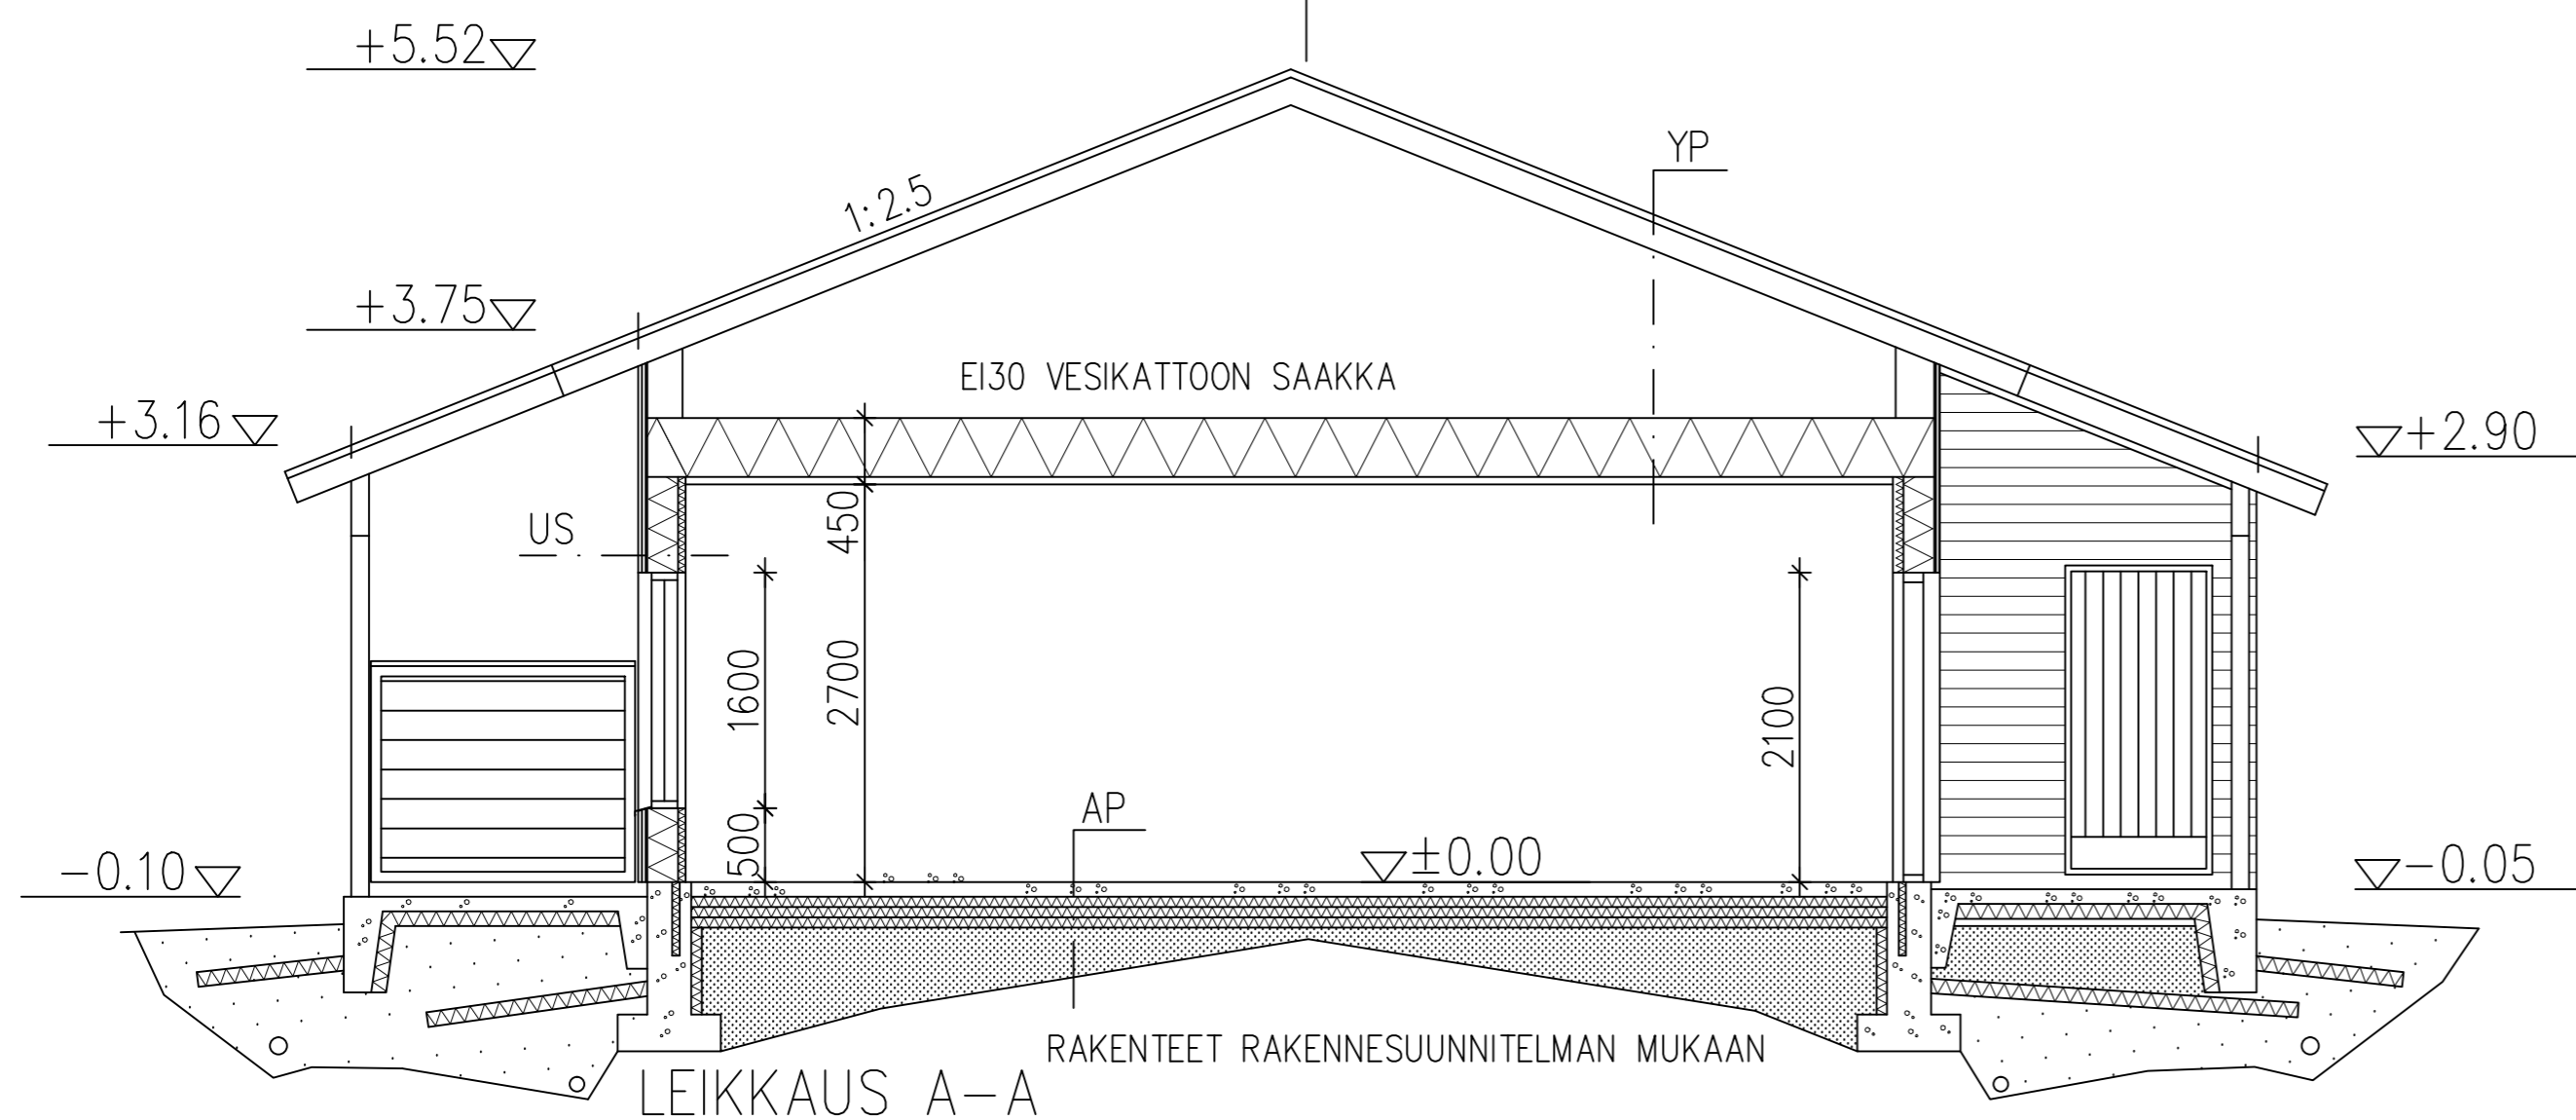 +5.52
YP
1:2.5
+3.75
EI30 VESIKATTOON SAAKKA
+3.16
+2.90
450
US
1600
2700
2100
AP
500
±0.00
-0.10
-0.05
RAKENTEET RAKENNESUUNNITELMAN MUKAAN
LEIKKAUS A-A